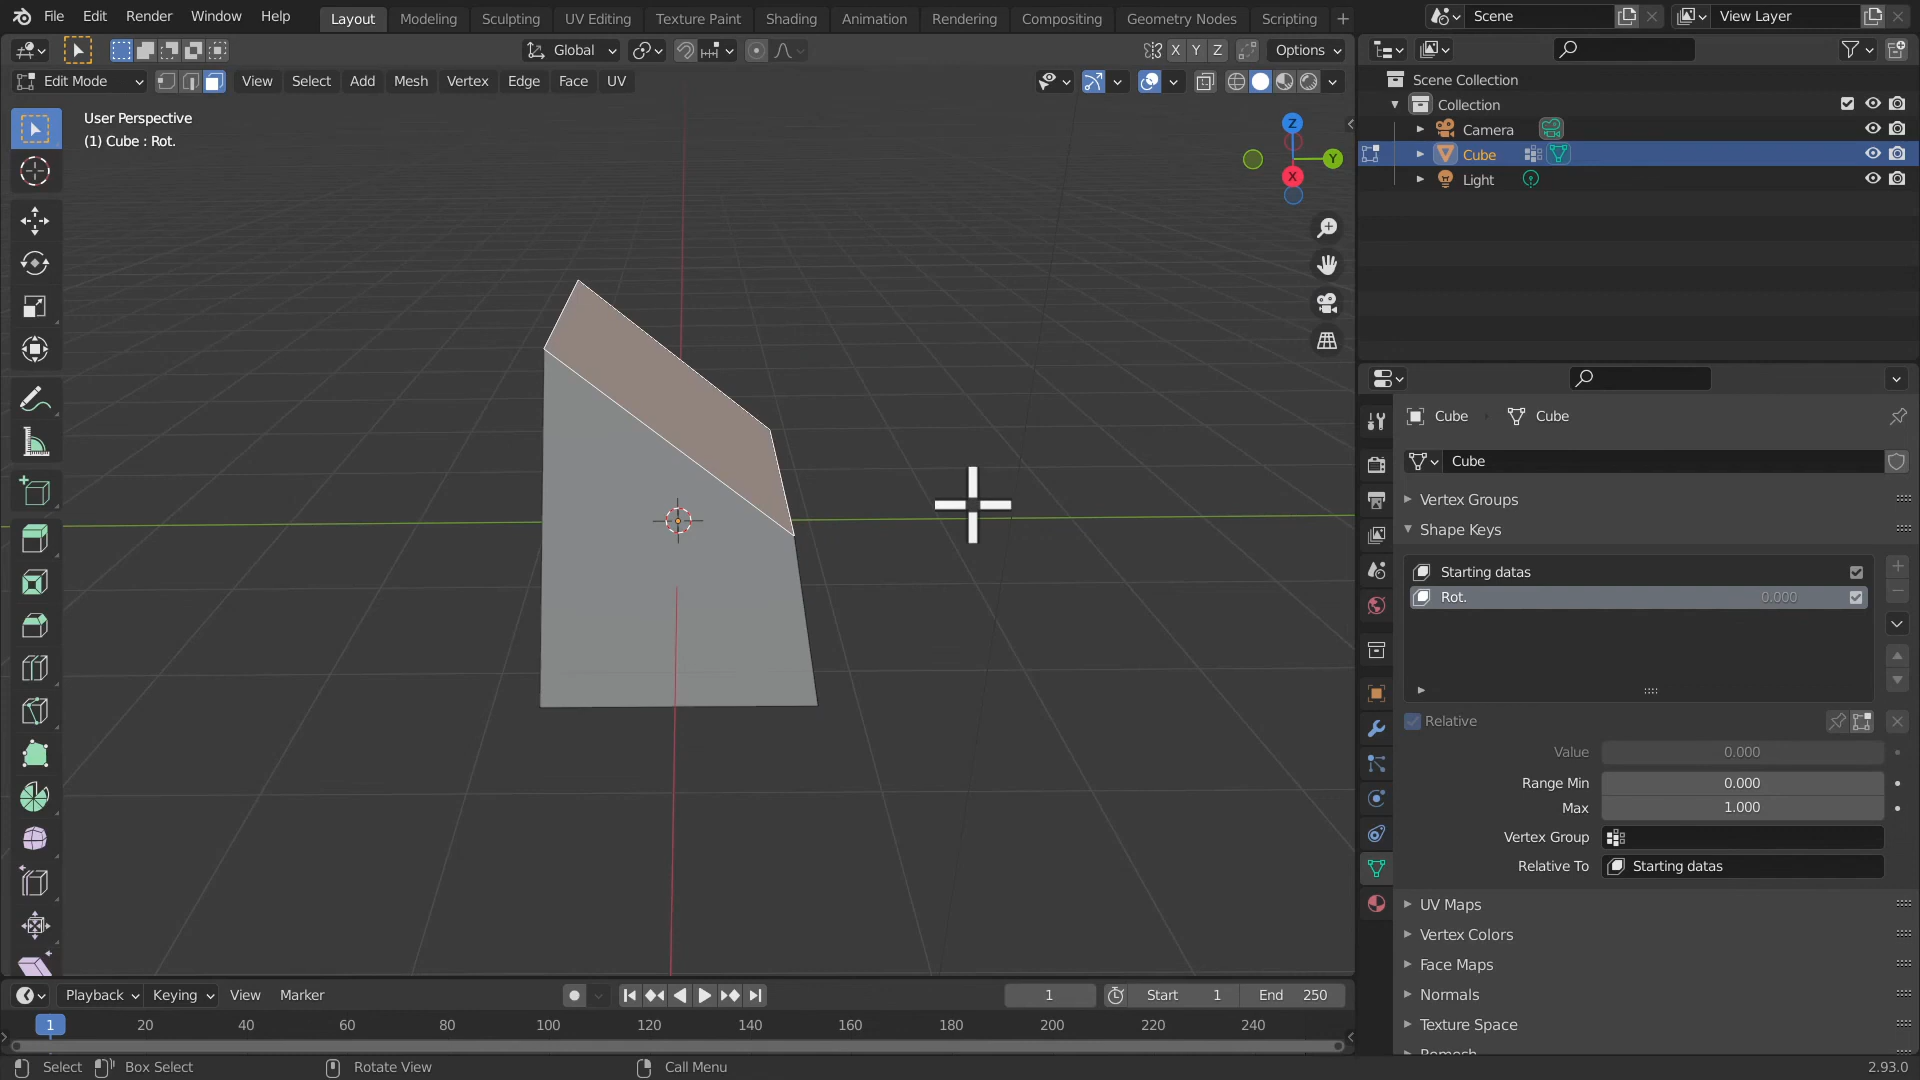 File Edit Render Window Help Layout Modeling Sculpting UV Editing Texture Paint Shading Animation Rendering Compositing Geometry Nodes Scripting Scene View Layer
Global X Y Z Options
Edit Mode View Select Add Mesh Vertex Edge Face UV
User Perspective
(1) Cube : Rot.
Z
Y
X
Scene Collection
Collection
Camera
Cube
Light
Cube Cube
Cube
Vertex Groups
Shape Keys
Starting datas
Rot. 0.000
Relative
Value 0.000
Range Min 0.000
Max 1.000
Vertex Group
Relative To Starting datas
UV Maps
Vertex Colors
Face Maps
Normals
Texture Space
Remesh
Playback Keying View Marker 1 Start 1 End 250
1 20 40 60 80 100 120 140 160 180 200 220 240
Select Box Select Rotate View Call Menu 2.93.0